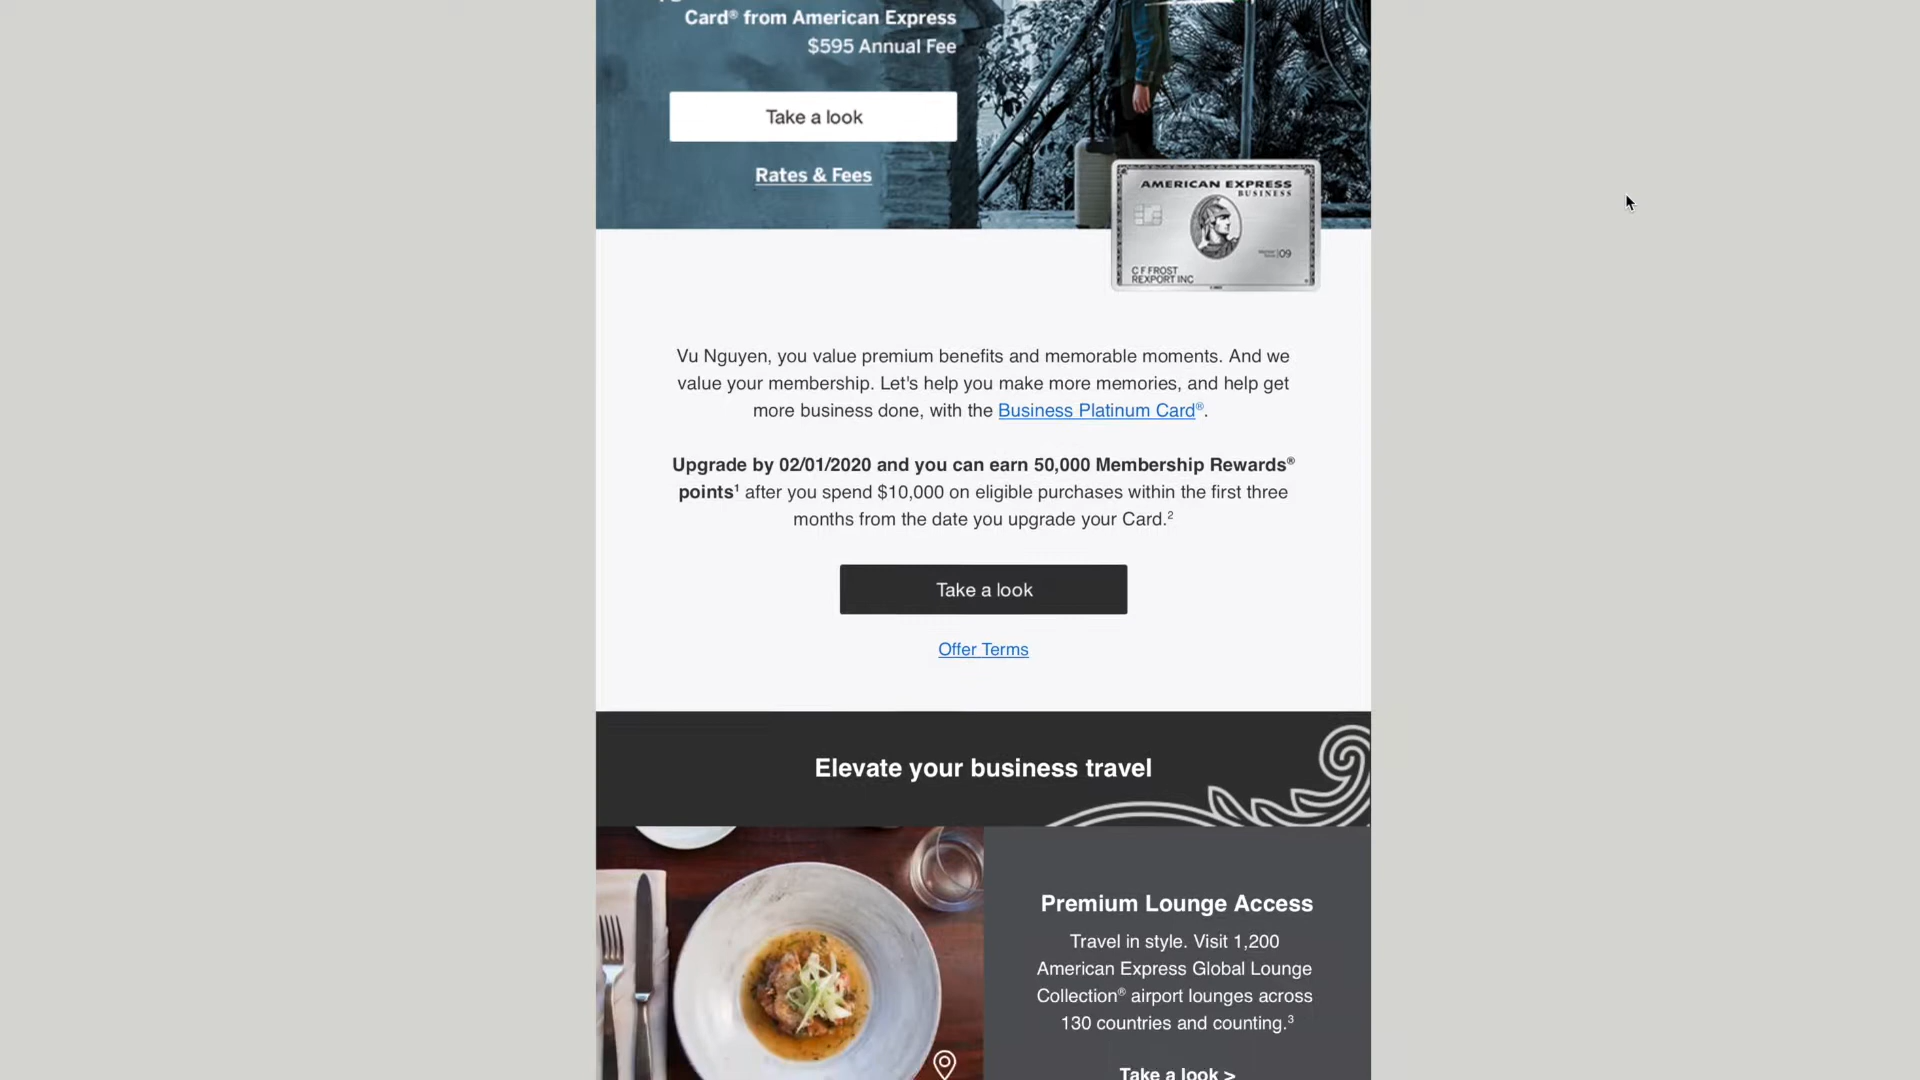 Card® from American Express
$595 Annual Fee
Take a look
Rates & Fees
AMERICAN EXPRESS
BUSINESS
09
C F FROST
REXPORT INC
Vu Nguyen, you value premium benefits and memorable moments. And we
value your membership. Let's help you make more memories, and help get
more business done, with the Business Platinum Card®.
Upgrade by 02/01/2020 and you can earn 50,000 Membership Rewards®
points¹ after you spend $10,000 on eligible purchases within the first three
months from the date you upgrade your Card.²
Take a look
Offer Terms
Elevate your business travel
Premium Lounge Access
Travel in style. Visit 1,200
American Express Global Lounge
Collection® airport lounges across
130 countries and counting.³
Take a look >